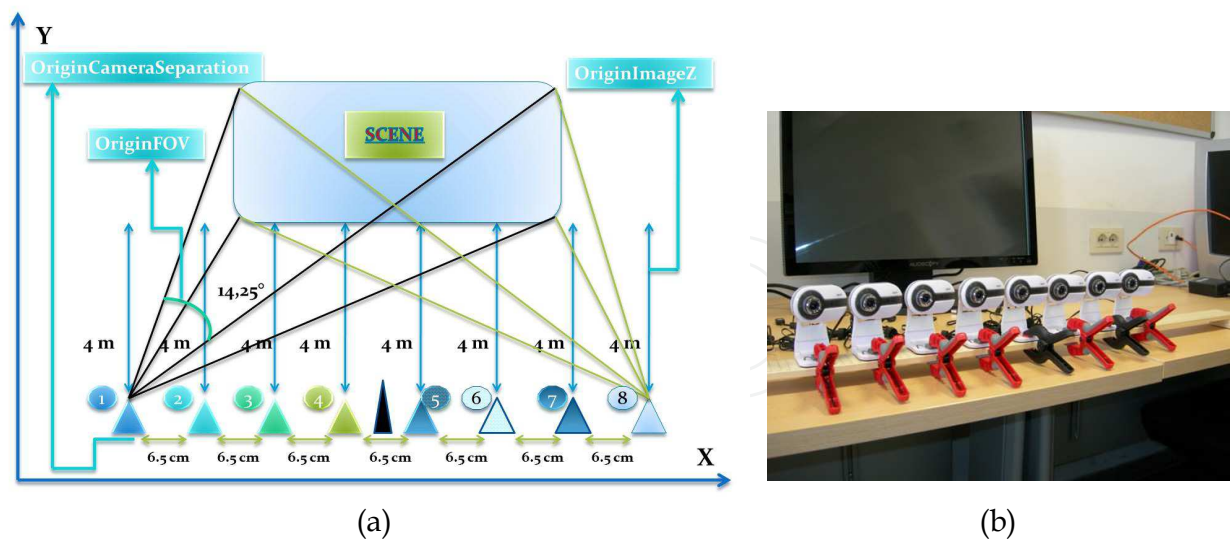 Y
OriginCameraSeparation
OriginImageZ
SCENE
OriginFOV
14,25°
4 m 4 m 4 m 4 m 4 m 4 m 4 m 4 m
1 2 3 4 5 6 7 8
6.5 cm 6.5 cm 6.5 cm 6.5 cm 6.5 cm 6.5 cm 6.5 cm
X
(a)
(b)